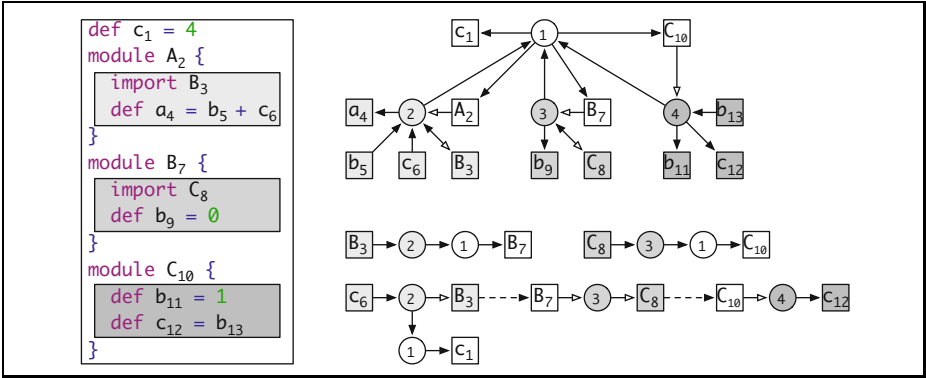 def c₁ = 4
module A₂ {
import B₃
def a₄ = b₅ + c₆
}
module B₇ {
import C₈
def b₉ = 0
}
module C₁₀ {
def b₁₁ = 1
def c₁₂ = b₁₃
}
c₁ 1 C₁₀
a₄ 2 A₂ 3 B₇ 4 b₁₃
b₅ c₆ B₃ b₉ C₈ b₁₁ c₁₂
B₃ 2 1 B₇ C₈ 3 1 C₁₀
c₆ 2 B₃ B₇ 3 C₈ C₁₀ 4 c₁₂
1 c₁